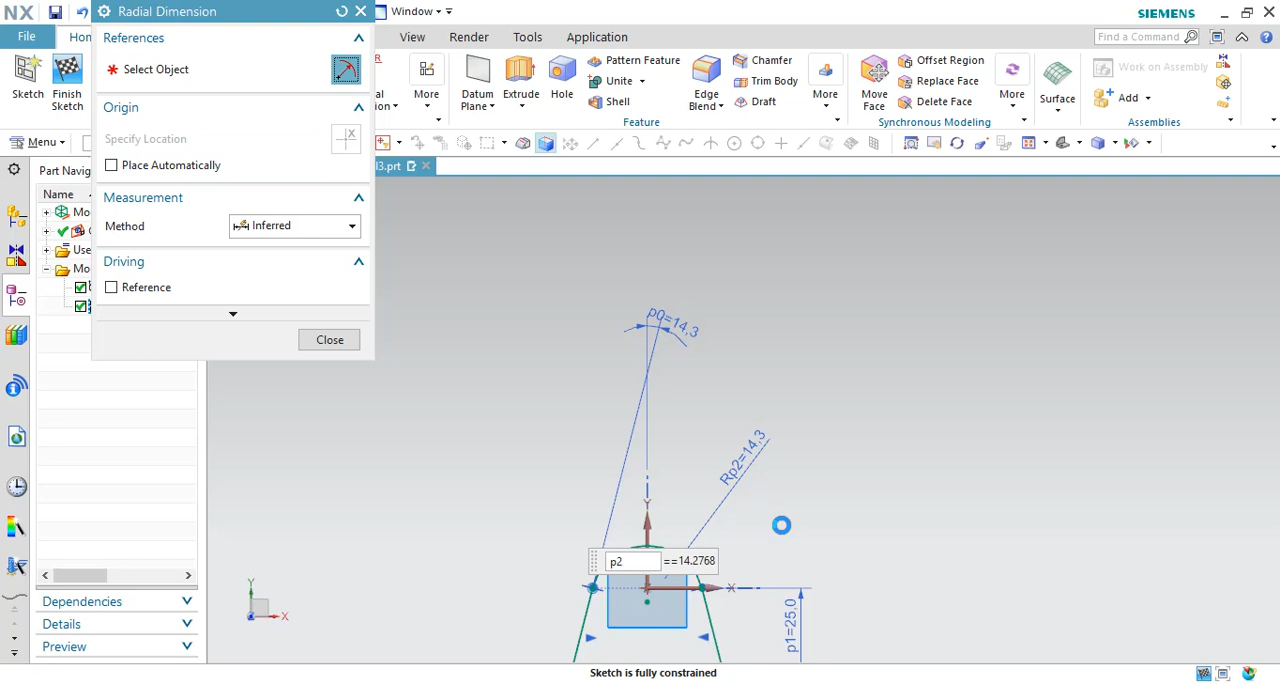 NX
Window
SIEMENS
Radial Dimension
File
Hom
View
Render
Tools
Application
Find a Command
References
Select Object
Origin
Specify Location
Place Automatically
Measurement
Method
Inferred
Driving
Reference
Close
Sketch
Finish
Sketch
R
ion
More
Datum
Plane
Extrude
Hole
Pattern Feature
Unite
Shell
Edge
Blend
Chamfer
Trim Body
Draft
More
Feature
Move
Face
Offset Region
Replace Face
Delete Face
More
Synchronous Modeling
Surface
Work on Assembly
Add
Assemblies
Menu
Part Navig
l3.prt
Name
Mo
Use
Mo
p0=14,3
Rp2=14,3
Y
X
p2
==14.2768
p1=25,0
Y
X
Dependencies
Details
Preview
Sketch is fully constrained